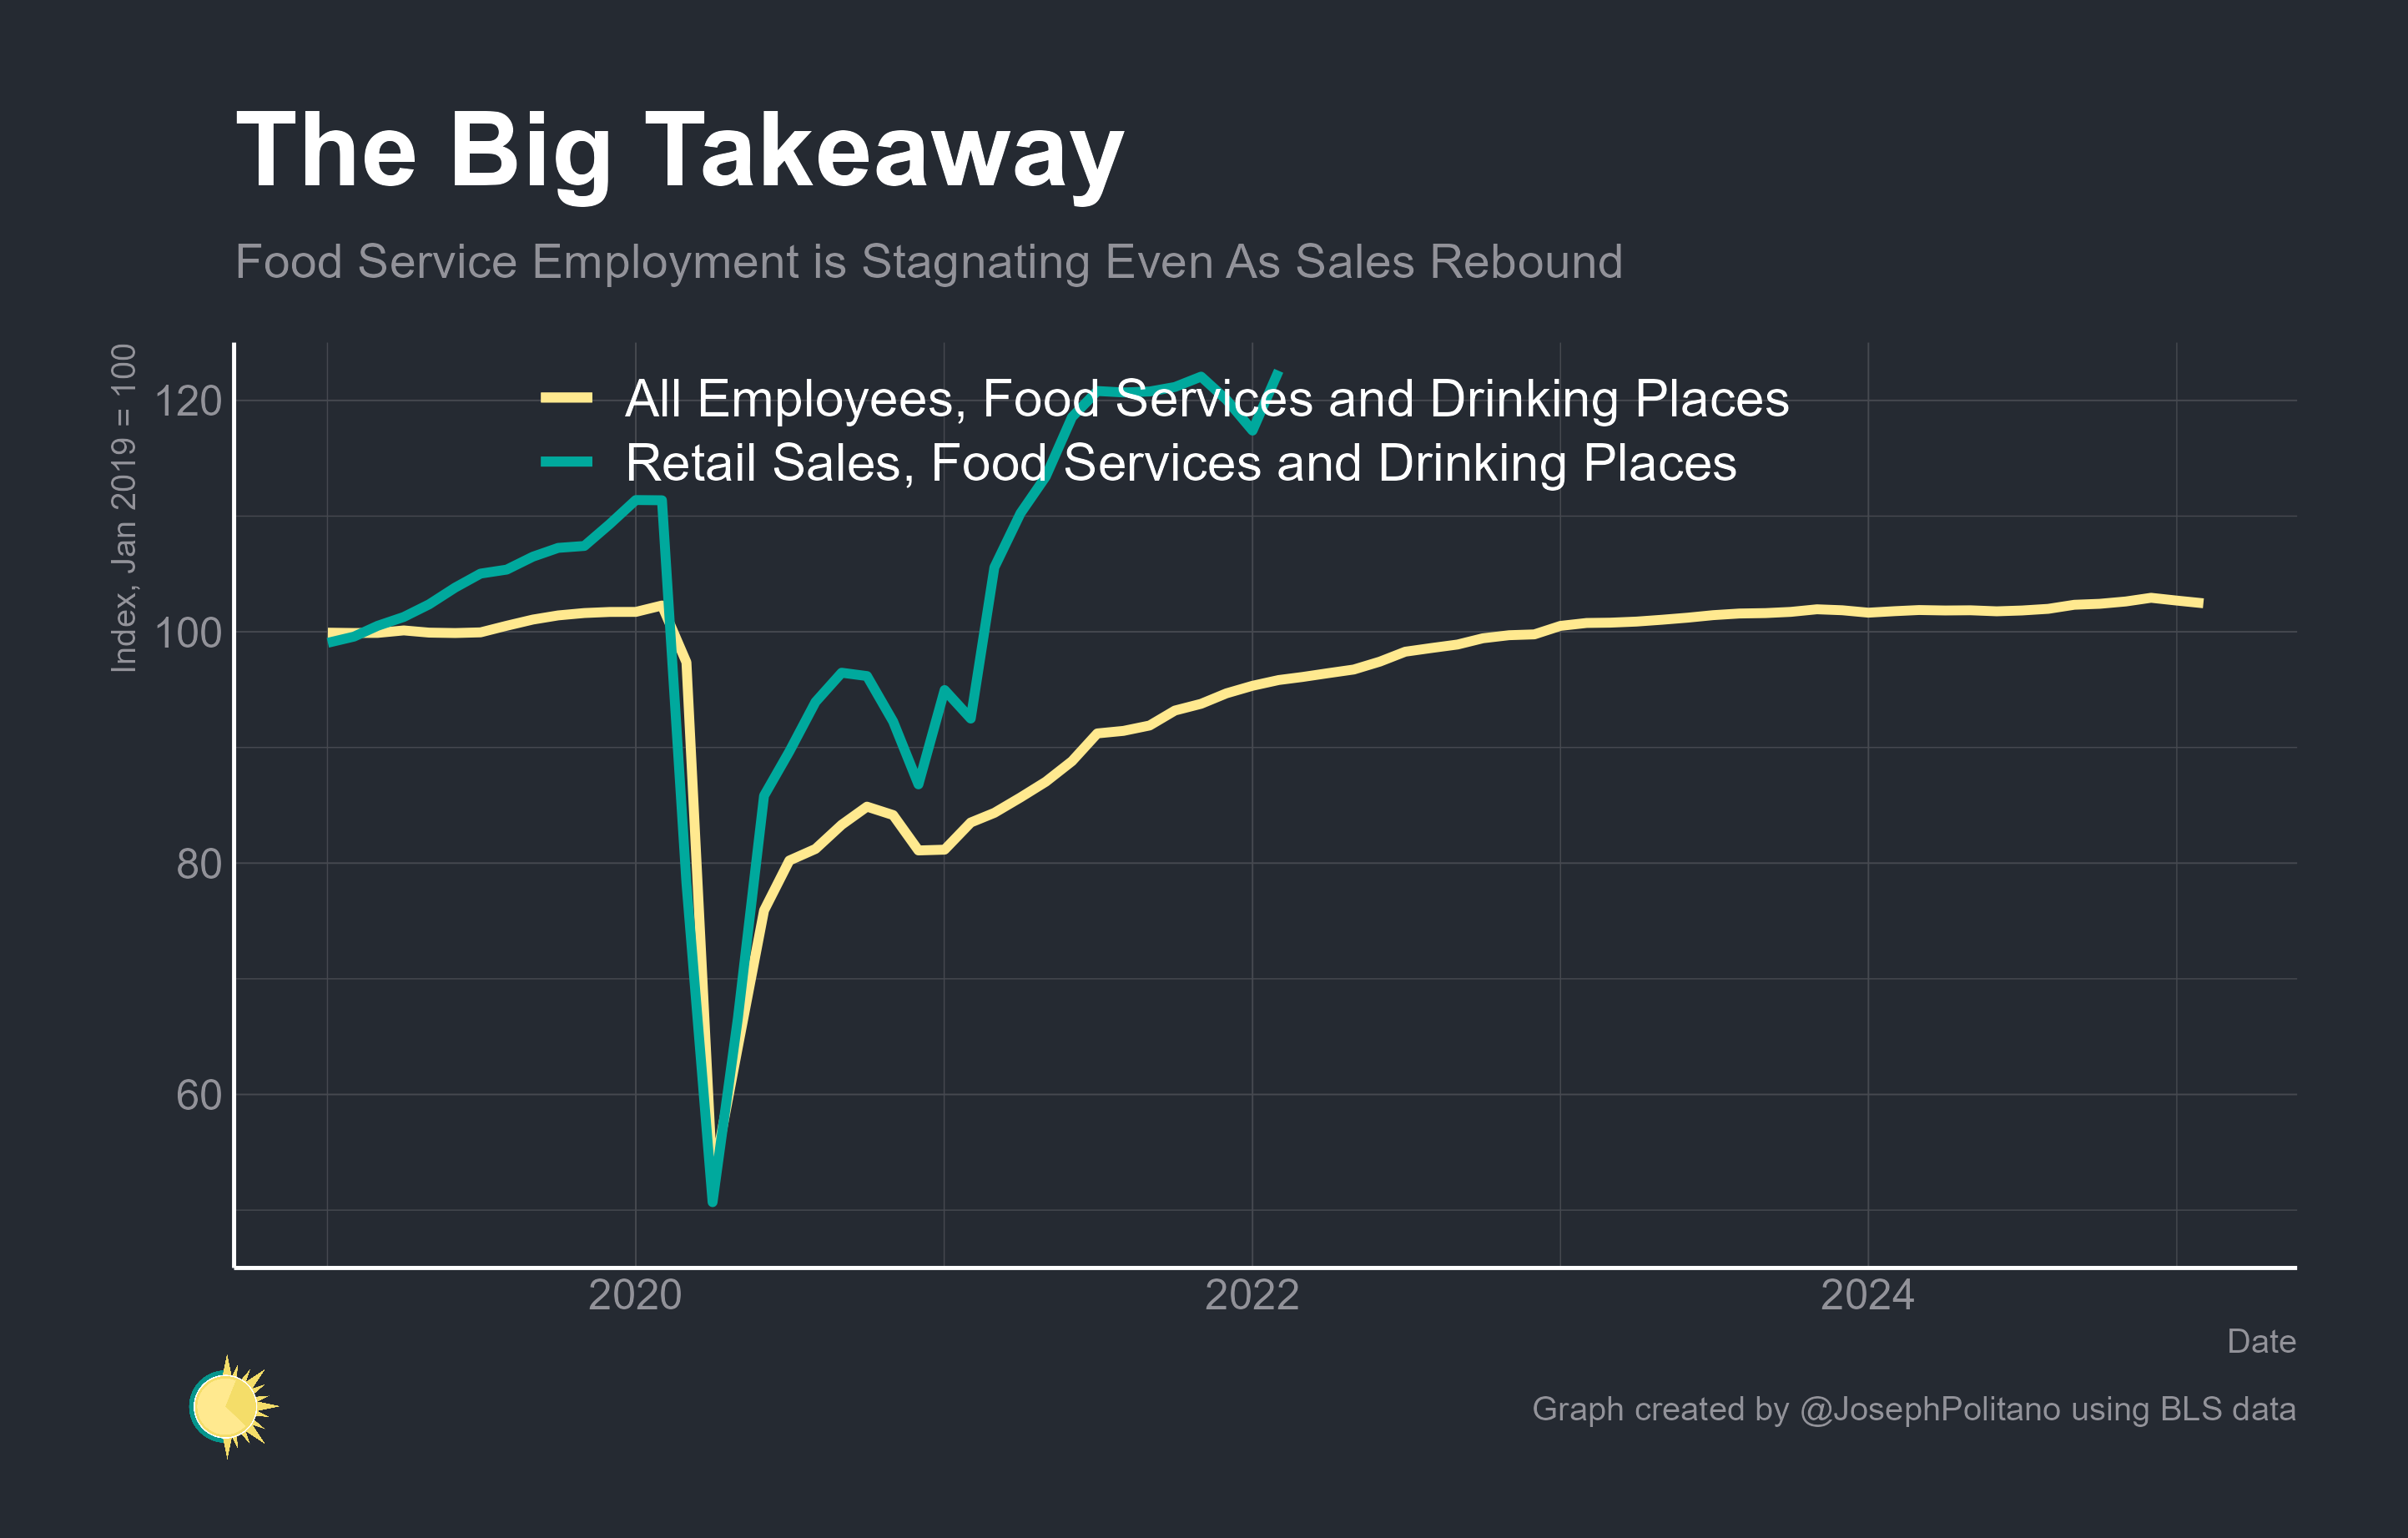 The Big Takeaway
Food Service Employment is Stagnating Even As Sales Rebound
Index, Jan 2019 = 100
120
100
80
60
All Employees, Food Services and Drinking Places
Retail Sales, Food Services and Drinking Places
2020
2022
2024
Date
Graph created by @JosephPolitano using BLS data